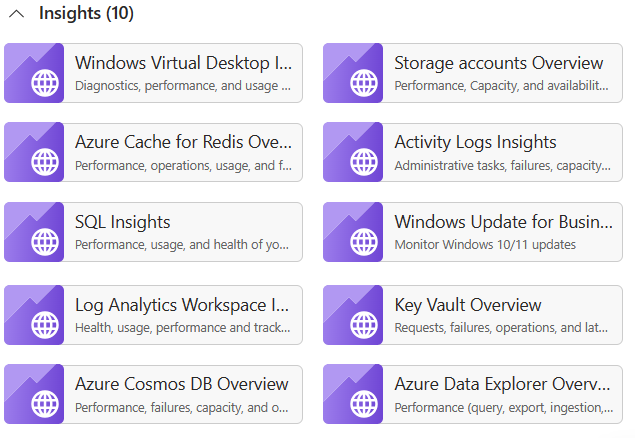 Insights (10)
Windows Virtual Desktop I...
Diagnostics, performance, and usage ...
Storage accounts Overview
Performance, Capacity, and availabilit...
Azure Cache for Redis Ove...
Performance, operations, usage, and f...
Activity Logs Insights
Administrative tasks, failures, capacity...
SQL Insights
Performance, usage, and health of yo...
Windows Update for Busin...
Monitor Windows 10/11 updates
Log Analytics Workspace I...
Health, usage, performance and track...
Key Vault Overview
Requests, failures, operations, and lat...
Azure Cosmos DB Overview
Performance, failures, capacity, and o...
Azure Data Explorer Overv...
Performance (query, export, ingestion,...